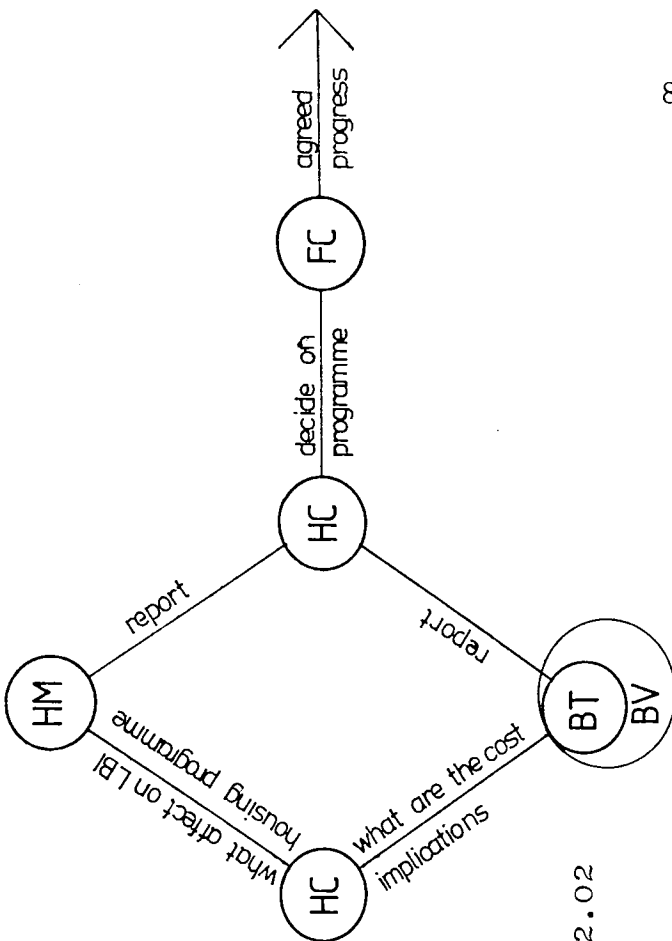 HM
HC
what affect on LBI
housing programme
report
what are the cost
implications
BT
BV
report
HC
decide on
programme
FC
agreed
progress
2.02
8